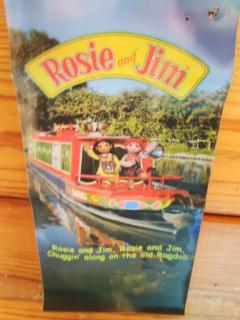 Rosie and Jim
Rosie and Jim, Rosie and Jim,
Chuggin' along on the old Ragdoll